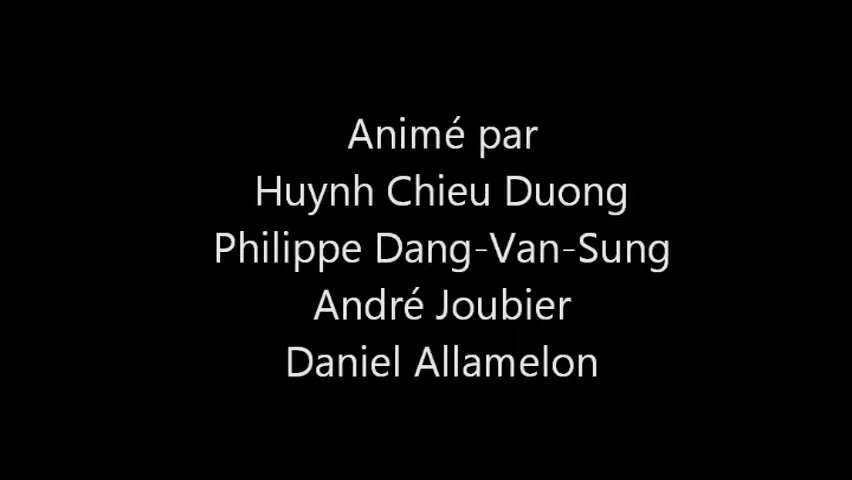 Animé par
Huynh Chieu Duong
Philippe Dang-Van-Sung
André Joubier
Daniel Allamelon